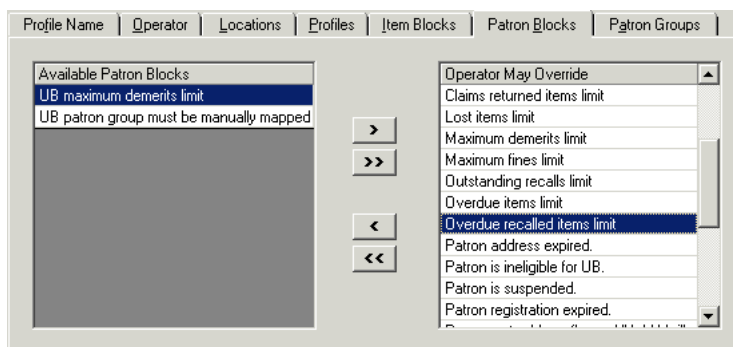 Profile Name Operator Locations Profiles Item Blocks Patron Blocks Patron Groups
Available Patron Blocks
UB maximum demerits limit
UB patron group must be manually mapped
>
>>
<
<<
Operator May Override
Claims returned items limit
Lost items limit
Maximum demerits limit
Maximum fines limit
Outstanding recalls limit
Overdue items limit
Overdue recalled items limit
Patron address expired.
Patron is ineligible for UB.
Patron is suspended.
Patron registration expired.